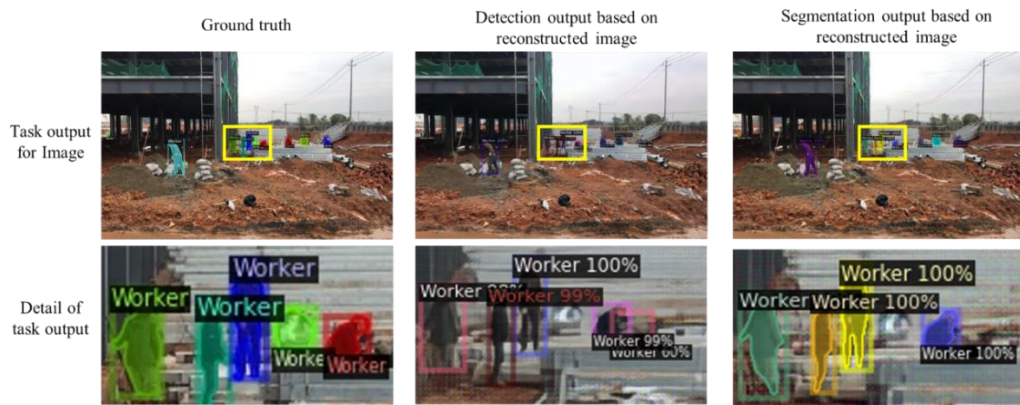 Ground truth
Detection output based on
reconstructed image
Segmentation output based on
reconstructed image
Task output
for Image
Detail of
task output
Worker
Worker
Worker
Worke
Worker
Worker 100%
Worker
Worker 99%
Worker 99%
Worker 60%
Worker 100%
Worker
Worker 100%
Worker 100%